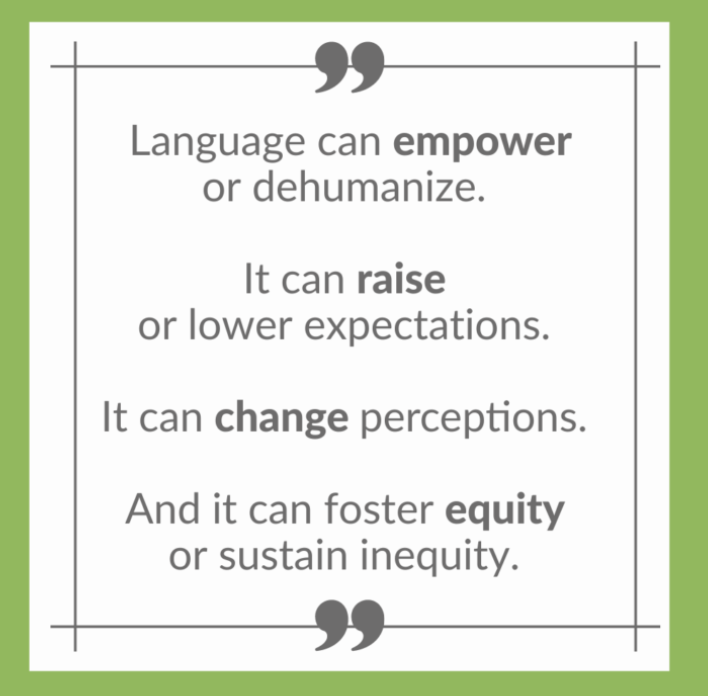 Language can empower
or dehumanize.
It can raise
or lower expectations.
It can change perceptions.
And it can foster equity
or sustain inequity.